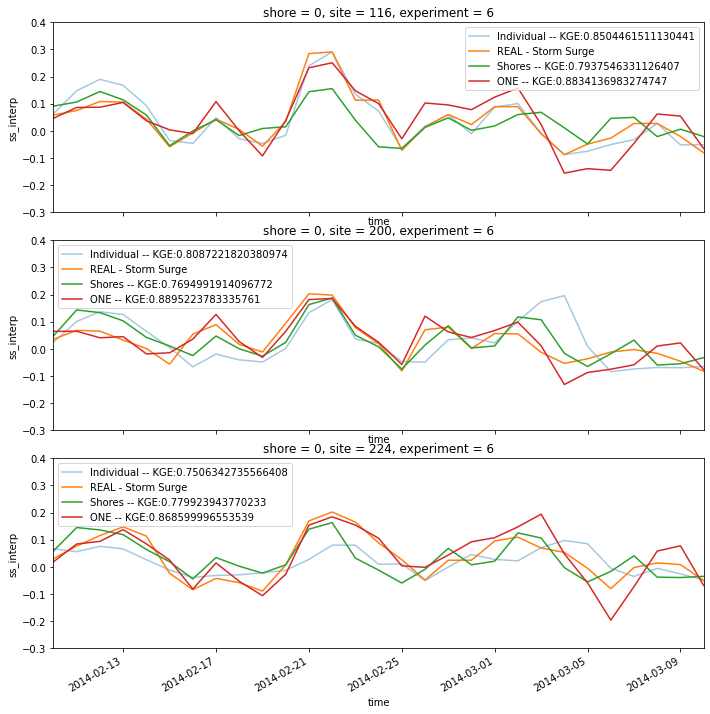 shore = 0, site = 116, experiment = 6
0.4
0.3
0.2
0.1
0.0
−0.1
−0.2
−0.3
ss_interp
Individual -- KGE:0.8504461511130441
REAL - Storm Surge
Shores -- KGE:0.7937546331126407
ONE -- KGE:0.8834136983274747
time
shore = 0, site = 200, experiment = 6
0.4
0.3
0.2
0.1
0.0
−0.1
−0.2
−0.3
ss_interp
Individual -- KGE:0.8087221820380974
REAL - Storm Surge
Shores -- KGE:0.7694991914096772
ONE -- KGE:0.8895223783335761
time
shore = 0, site = 224, experiment = 6
0.4
0.3
0.2
0.1
0.0
−0.1
−0.2
−0.3
ss_interp
Individual -- KGE:0.7506342735566408
REAL - Storm Surge
Shores -- KGE:0.779923943770233
ONE -- KGE:0.868599996553539
2014-02-13
2014-02-17
2014-02-21
2014-02-25
2014-03-01
2014-03-05
2014-03-09
time